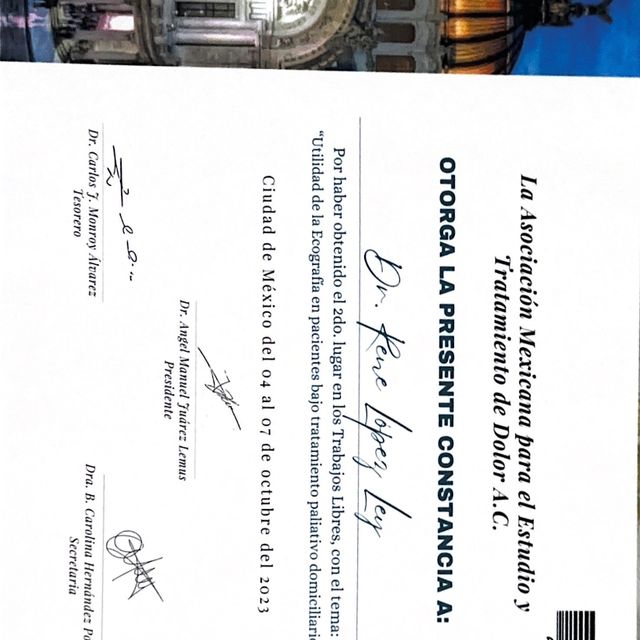 La Asociación Mexicana para el Estudio y
Tratamiento de Dolor A.C.
OTORGA LA PRESENTE CONSTANCIA A:
Dr. Rene Lopez Ley
Por haber obtenido el 2do. lugar en los Trabajos Libres, con el tema:
"Utilidad de la Ecografía en pacientes bajo tratamiento paliativo domiciliario
Ciudad de México del 04 al 07 de octubre del 2023
Dr. Angel Manuel Juárez Lemus
Presidente
Dr. Carlos J. Monroy Álvarez
Tesorero
Dra. B. Carolina Hernández Po
Secretaria